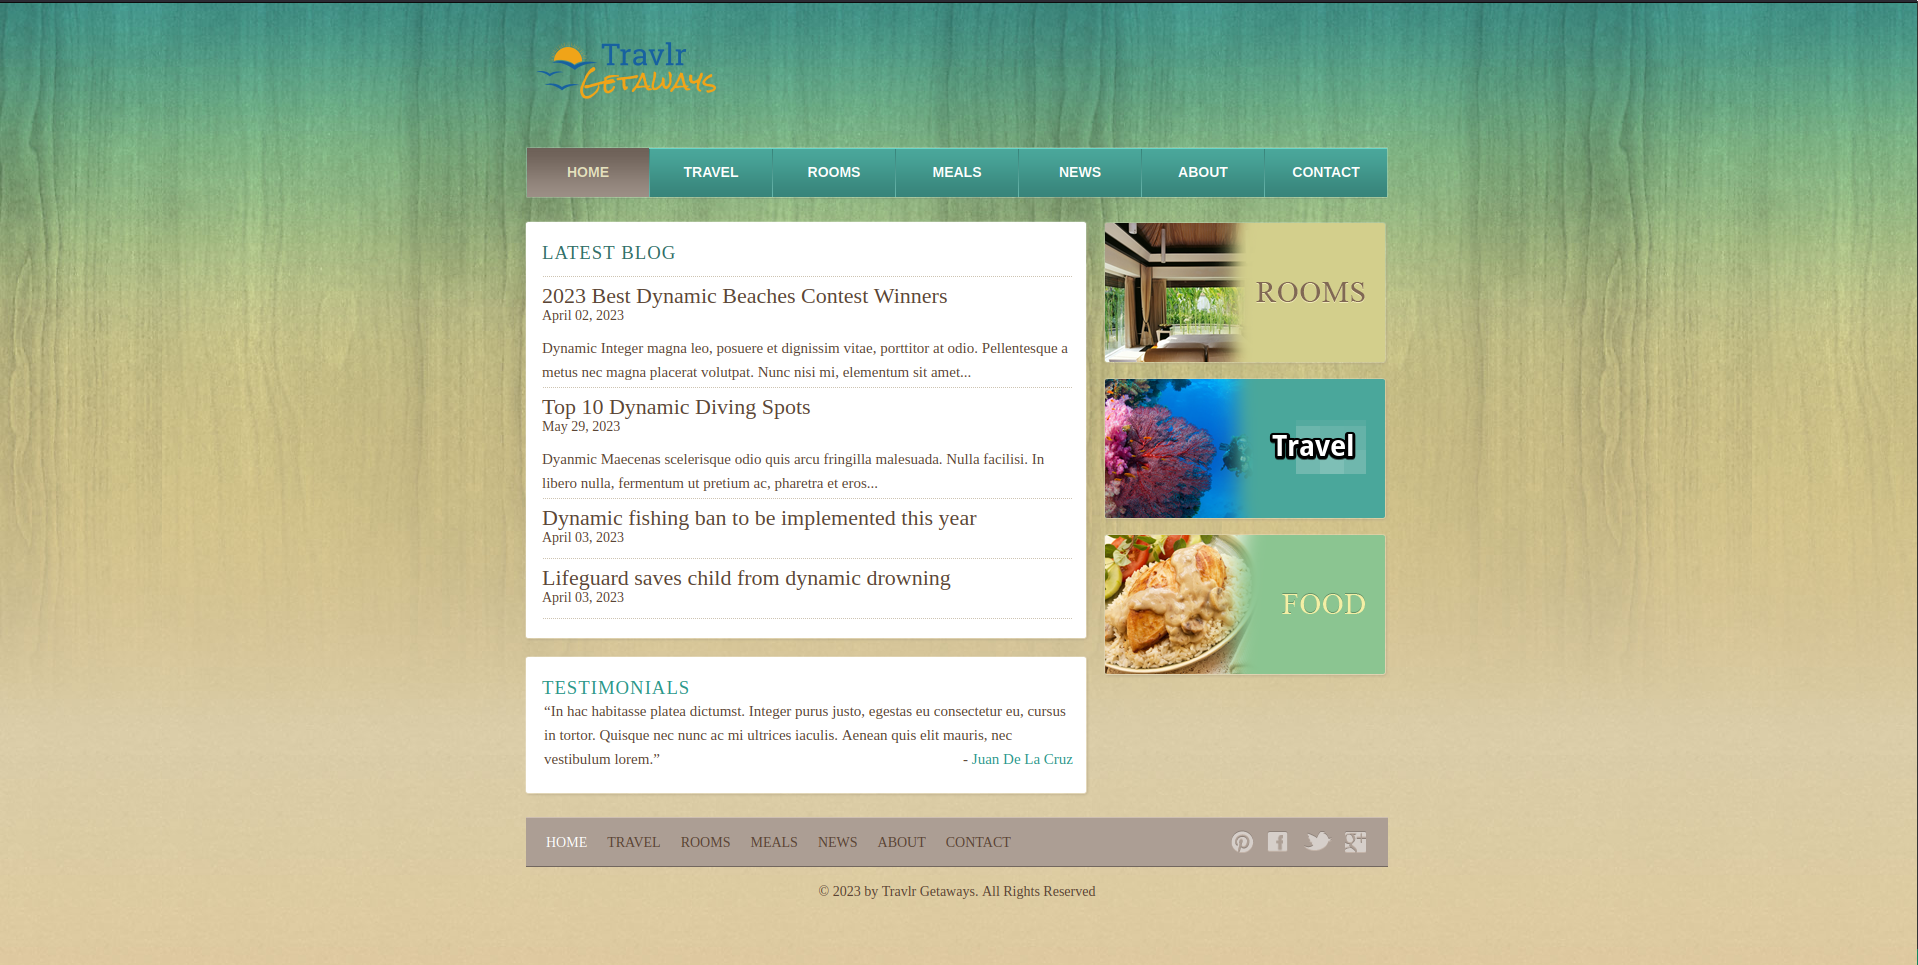 Travlr
GETAWAYS
HOME TRAVEL ROOMS MEALS NEWS ABOUT CONTACT
LATEST BLOG
2023 Best Dynamic Beaches Contest Winners
April 02, 2023
Dynamic Integer magna leo, posuere et dignissim vitae, porttitor at odio. Pellentesque a
metus nec magna placerat volutpat. Nunc nisi mi, elementum sit amet...
Top 10 Dynamic Diving Spots
May 29, 2023
Dyanmic Maecenas scelerisque odio quis arcu fringilla malesuada. Nulla facilisi. In
libero nulla, fermentum ut pretium ac, pharetra et eros...
Dynamic fishing ban to be implemented this year
April 03, 2023
Lifeguard saves child from dynamic drowning
April 03, 2023
TESTIMONIALS
“In hac habitasse platea dictumst. Integer purus justo, egestas eu consectetur eu, cursus
in tortor. Quisque nec nunc ac mi ultrices iaculis. Aenean quis elit mauris, nec
vestibulum lorem.” - Juan De La Cruz
ROOMS
Travel
FOOD
HOME TRAVEL ROOMS MEALS NEWS ABOUT CONTACT
© 2023 by Travlr Getaways. All Rights Reserved